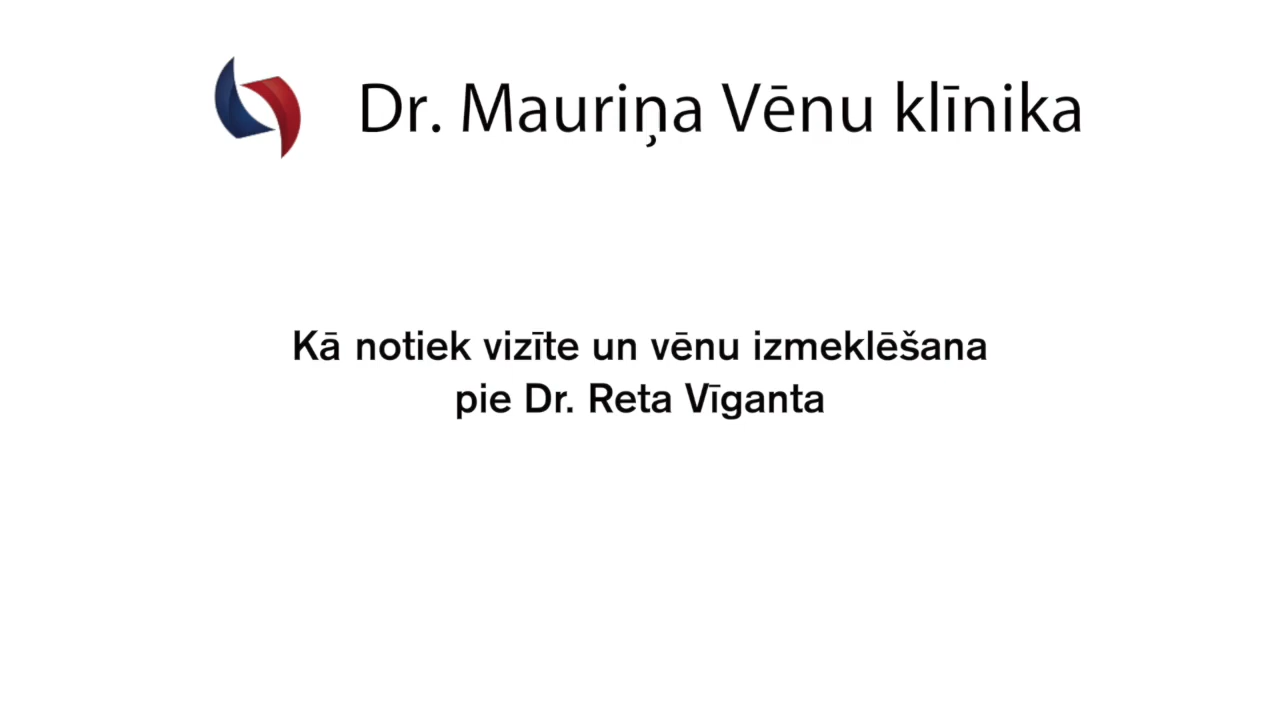 Dr. Mauriņa Vēnu klīnika
Kā notiek vizīte un vēnu izmeklēšana
pie Dr. Reta Vīganta